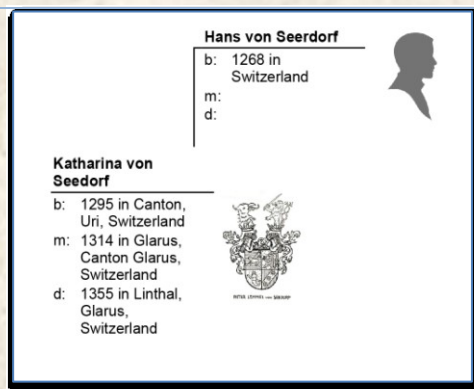 Hans von Seerdorf
b: 1268 in
Switzerland
m:
d:
Katharina von
Seedorf
b: 1295 in Canton,
Uri, Switzerland
m: 1314 in Glarus,
Canton Glarus,
Switzerland
d: 1355 in Linthal,
Glarus,
Switzerland